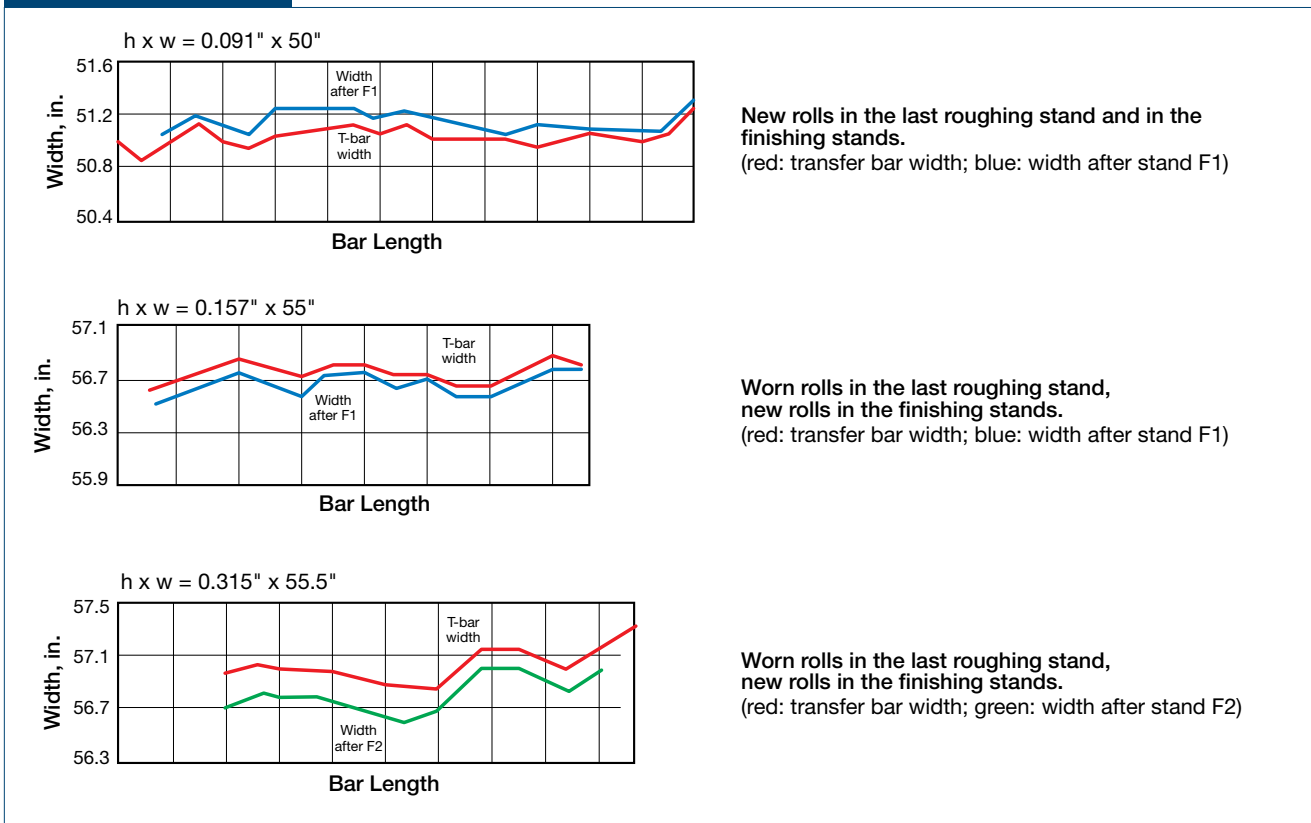 h x w = 0.091" x 50"
51.6
51.2
50.8
50.4
Width, in.
Width
after F1
T-bar
width
Bar Length
New rolls in the last roughing stand and in the
finishing stands.
(red: transfer bar width; blue: width after stand F1)
h x w = 0.157" x 55"
57.1
56.7
56.3
55.9
Width, in.
T-bar
width
Width
after F1
Bar Length
Worn rolls in the last roughing stand,
new rolls in the finishing stands.
(red: transfer bar width; blue: width after stand F1)
h x w = 0.315" x 55.5"
57.5
57.1
56.7
56.3
Width, in.
T-bar
width
Width
after F2
Bar Length
Worn rolls in the last roughing stand,
new rolls in the finishing stands.
(red: transfer bar width; green: width after stand F2)